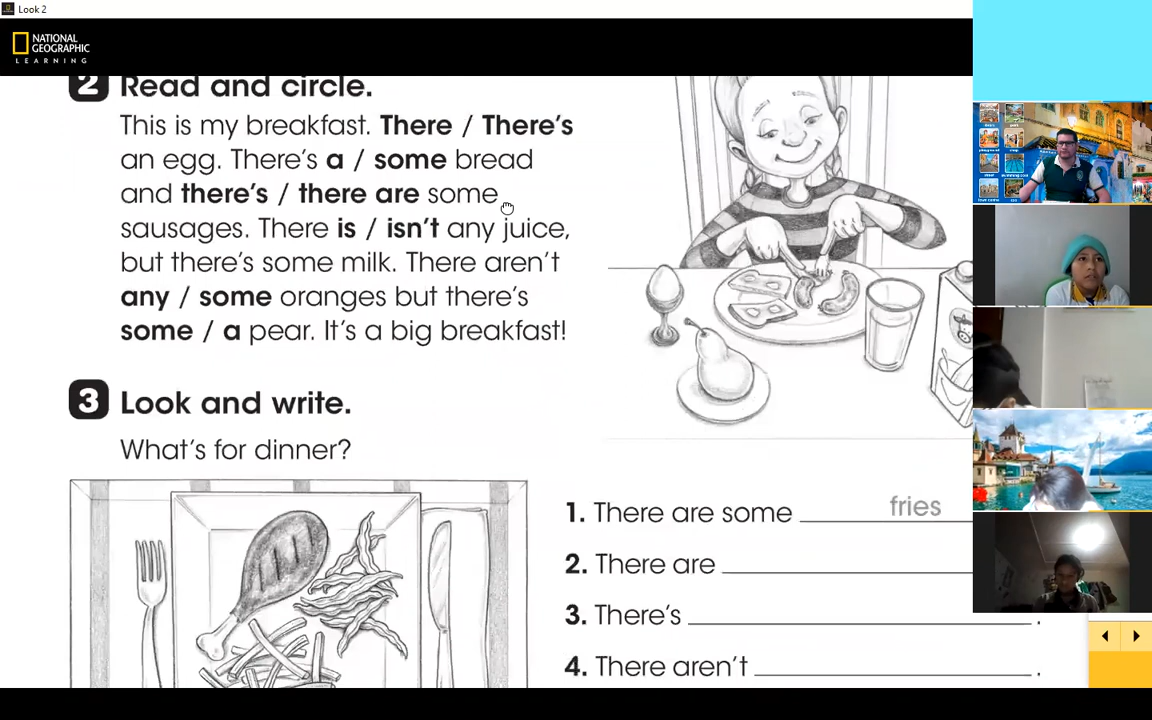 Look 2
NATIONAL
GEOGRAPHIC
LEARNING
2 Read and circle.
This is my breakfast. There / There's
an egg. There's a / some bread
and there's / there are some
sausages. There is / isn't any juice,
but there's some milk. There aren't
any / some oranges but there's
some / a pear. It's a big breakfast!
3 Look and write.
What's for dinner?
1. There are some fries
2. There are
3. There's .
4. There aren't .